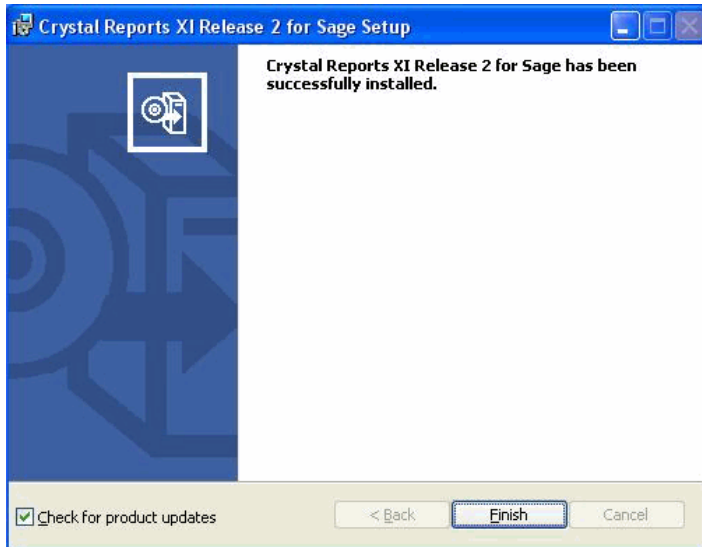 Crystal Reports XI Release 2 for Sage Setup
Crystal Reports XI Release 2 for Sage has been
successfully installed.
Check for product updates
< Back
Finish
Cancel